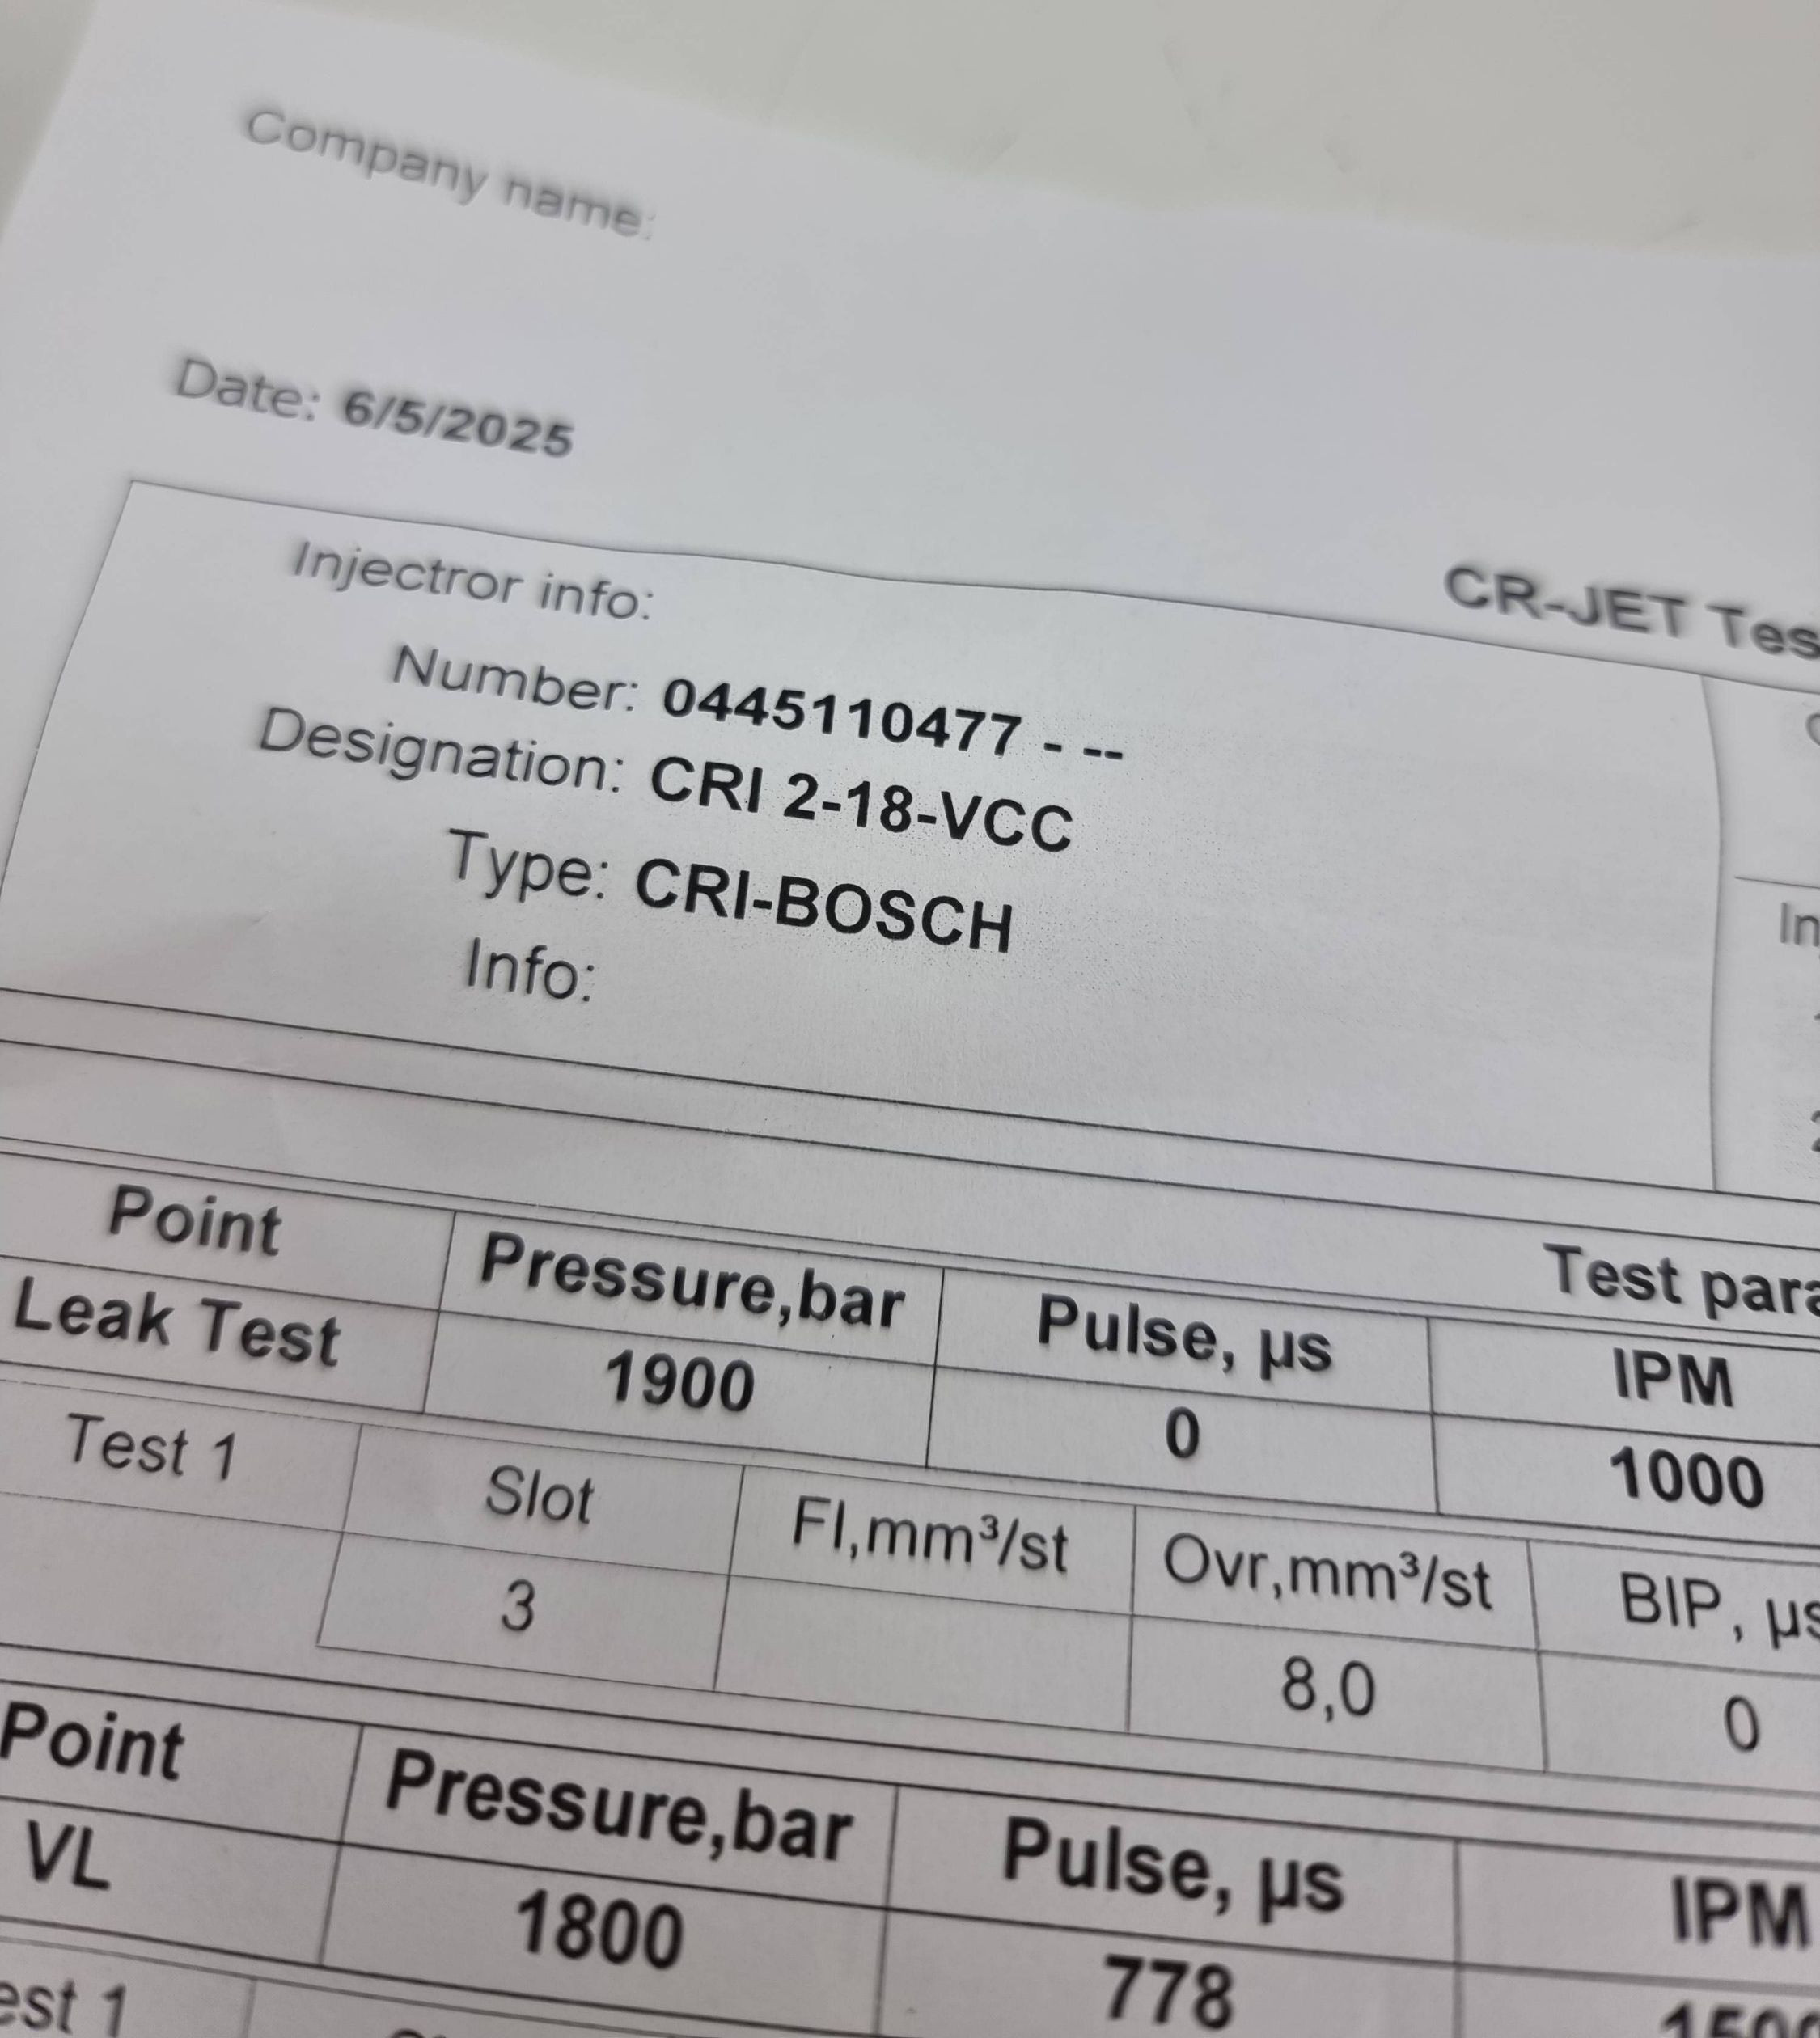 Company name:
Date: 6/5/2025
CR-JET Tes
Injectror info:
Number: 0445110477 - --
Designation: CRI 2-18-VCC
Type: CRI-BOSCH
Info:
In
Test para
Point Pressure,bar Pulse, µs IPM
Leak Test 1900 0 1000
Test 1 Slot Fl,mm³/st Ovr,mm³/st BIP, µs
3 8,0 0
Point Pressure,bar Pulse, µs IPM
VL 1800 778
est 1